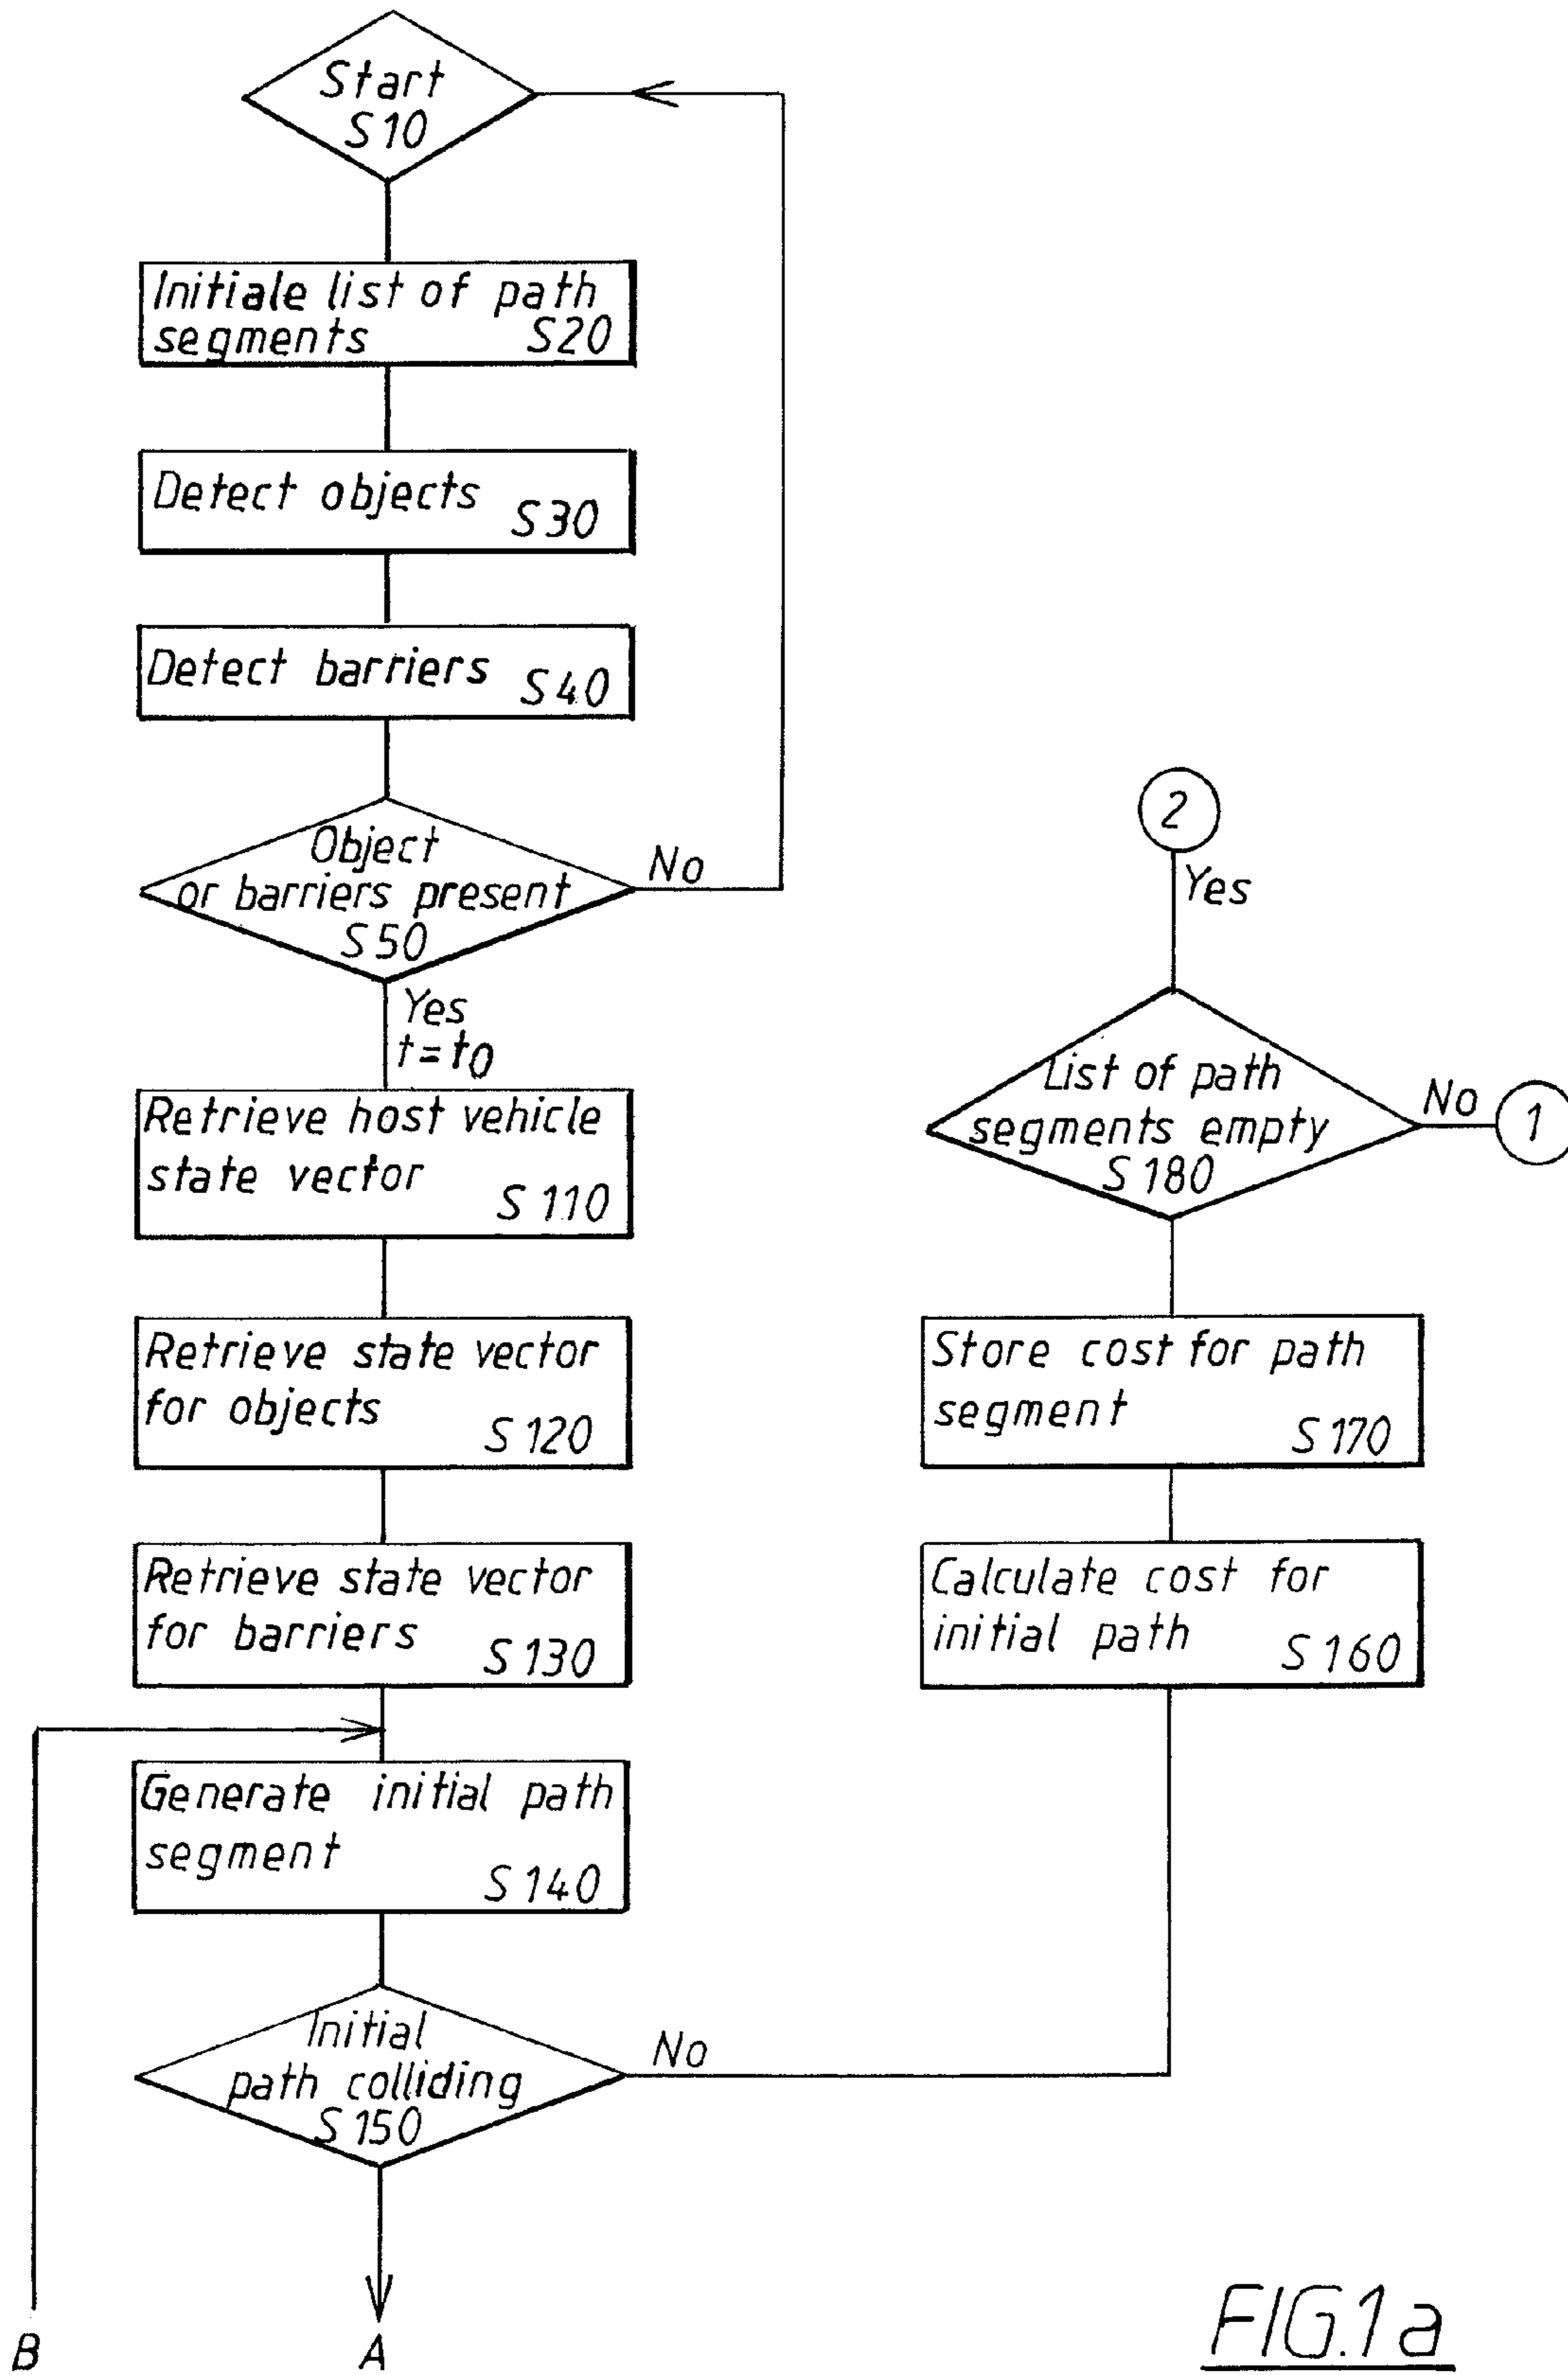 Start
S10
Initiale list of path
segments S20
Detect objects S30
Detect barriers S40
Object
or barriers present
S50
No
Yes
t=t0
Retrieve host vehicle
state vector S110
Retrieve state vector
for objects S120
Retrieve state vector
for barriers S130
Generate initial path
segment S140
Initial
path colliding
S150
No
B
A
2
Yes
List of path
segments empty
S180
No
1
Store cost for path
segment S170
Calculate cost for
initial path S160
FIG.1a